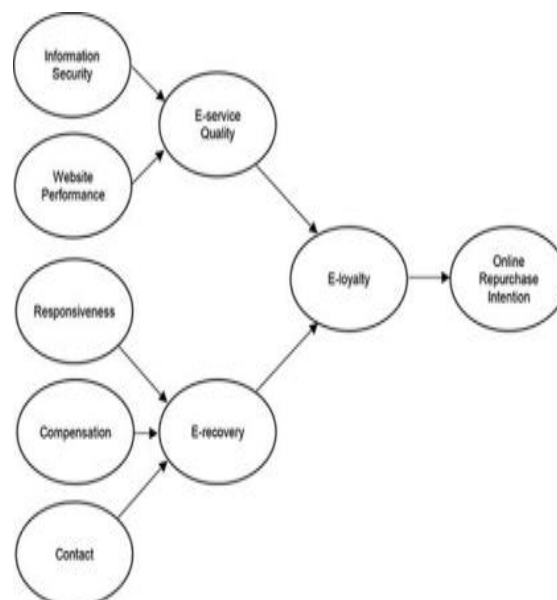 Information
Security
E-service
Quality
Website
Performance
E-loyalty
Online
Repurchase
Intention
Responsiveness
Compensation
E-recovery
Contact